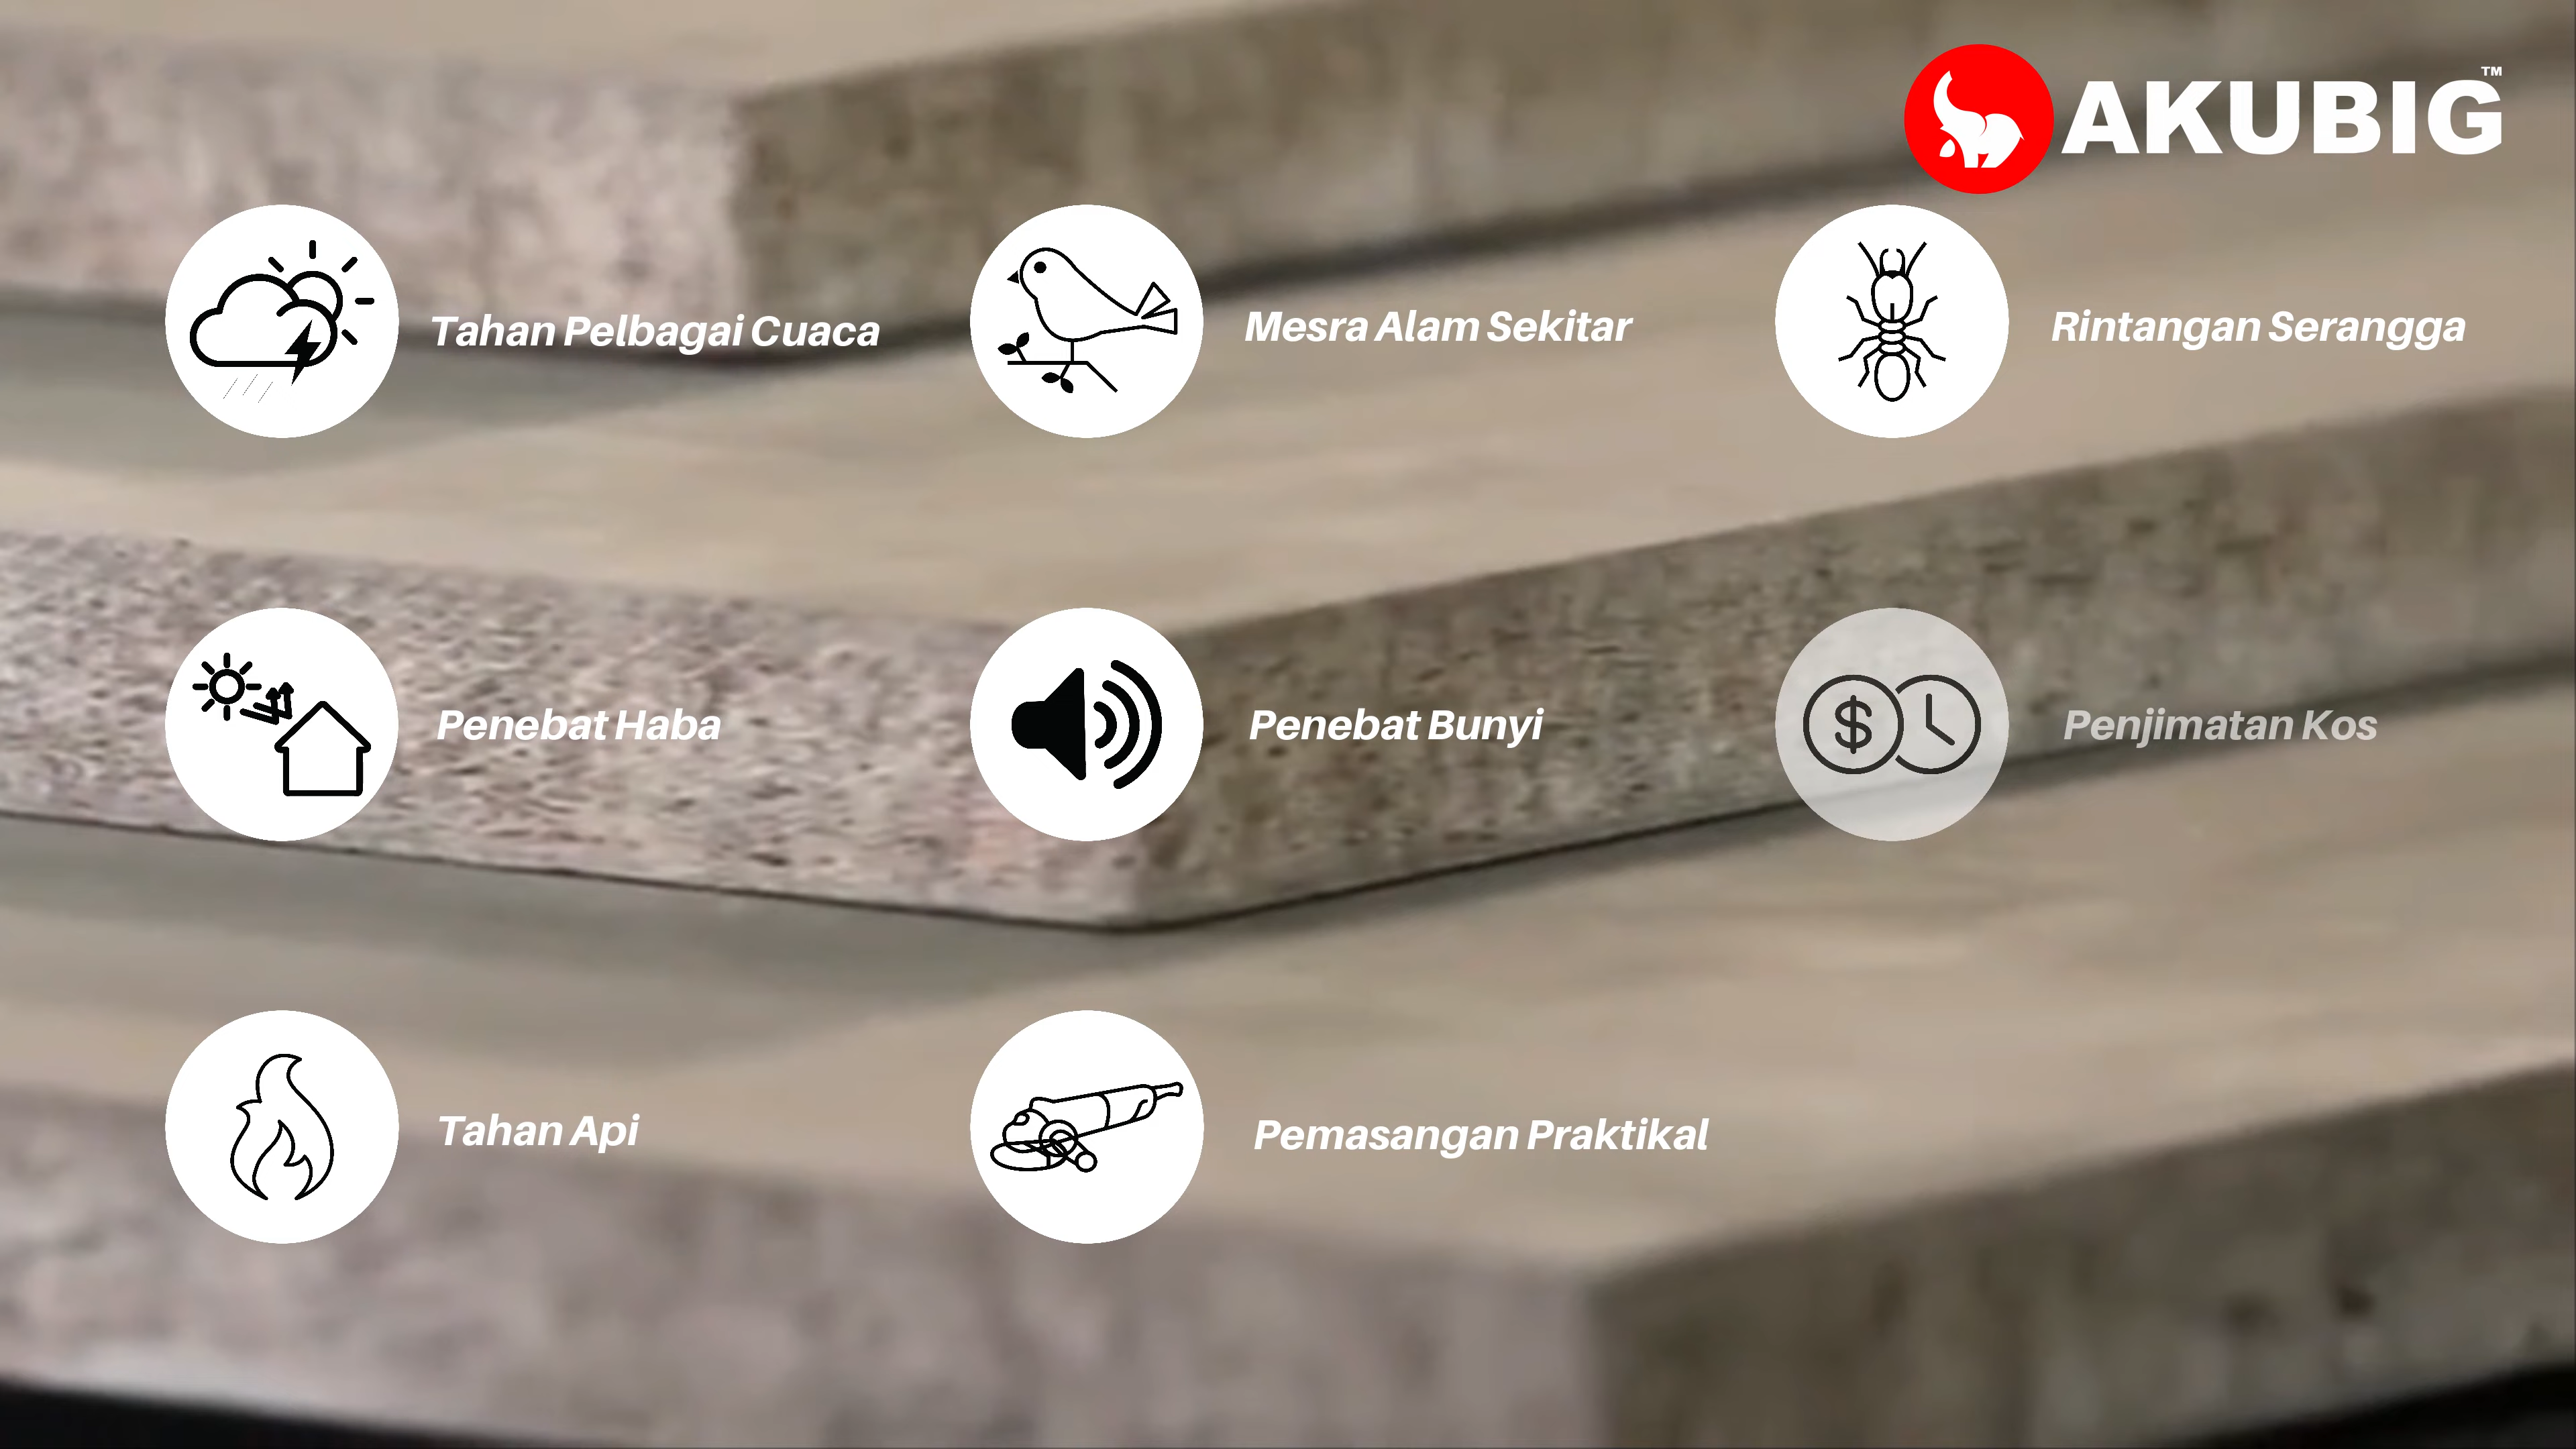 AKUBIG™
Tahan Pelbagai Cuaca
Mesra Alam Sekitar
Rintangan Serangga
Penebat Haba
Penebat Bunyi
$
Penjimatan Kos
Tahan Api
Pemasangan Praktikal